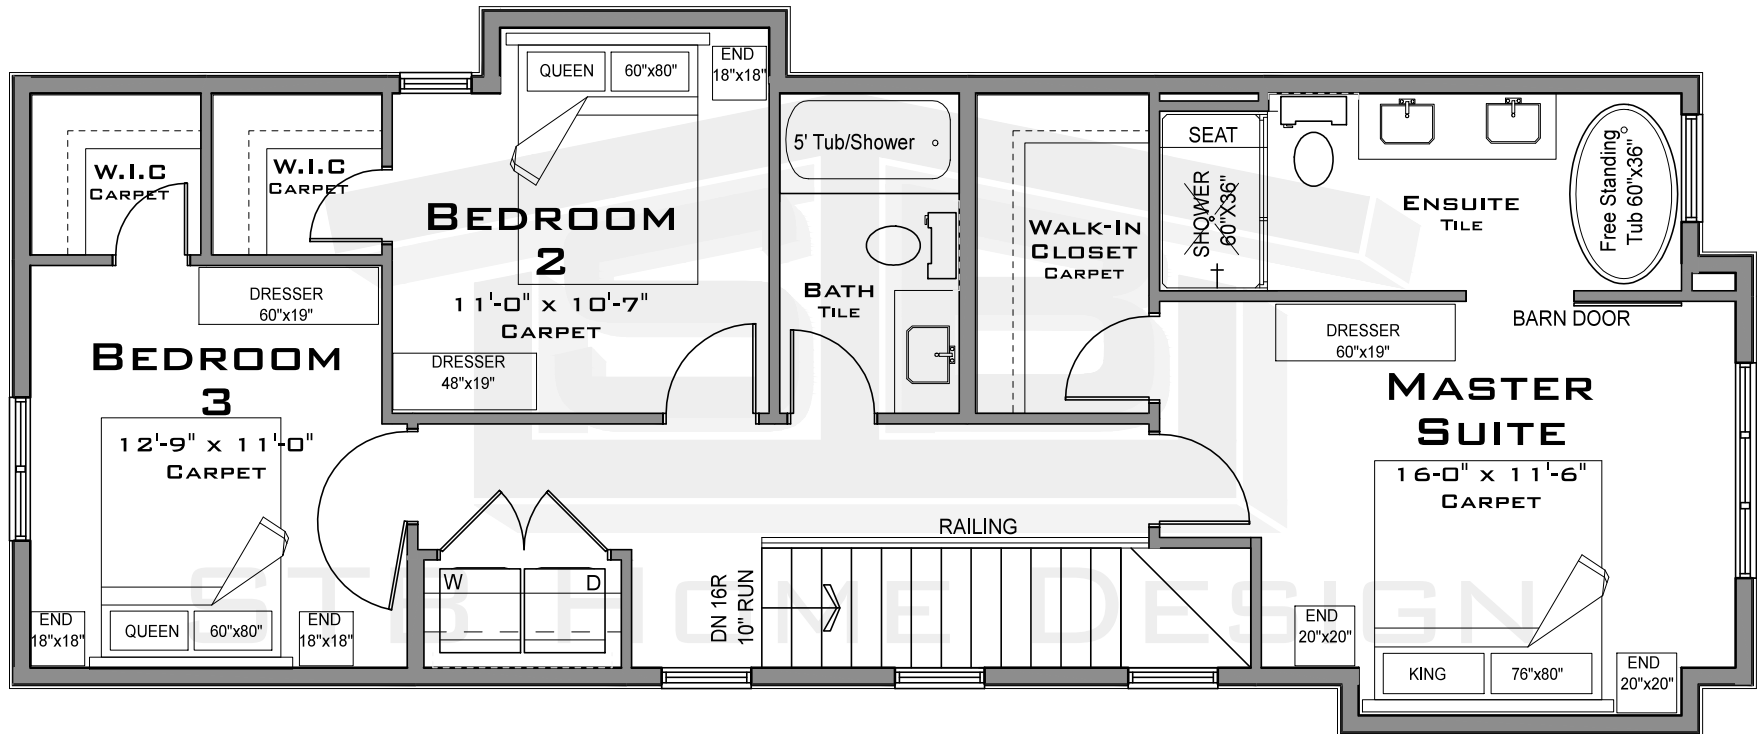 QUEEN
60"x80"
END
18"x18"
W.I.C
CARPET
W.I.C
CARPET
BEDROOM
2
11'-0" x 10'-7"
CARPET
DRESSER
48"x19"
5' Tub/Shower
BATH
TILE
WALK-IN
CLOSET
CARPET
SEAT
SHOWER
60"X36"
ENSUITE
TILE
Free Standing
Tub 60"x36"
BARN DOOR
DRESSER
60"x19"
BEDROOM
3
12'-9" x 11'-0"
CARPET
DRESSER
60"x19"
MASTER
SUITE
16-0" x 11'-6"
CARPET
RAILING
DN 16R
10" RUN
W
D
END
18"x18"
QUEEN
60"x80"
END
18"x18"
END
20"x20"
KING
76"x80"
END
20"x20"
STB HOME DESIGN